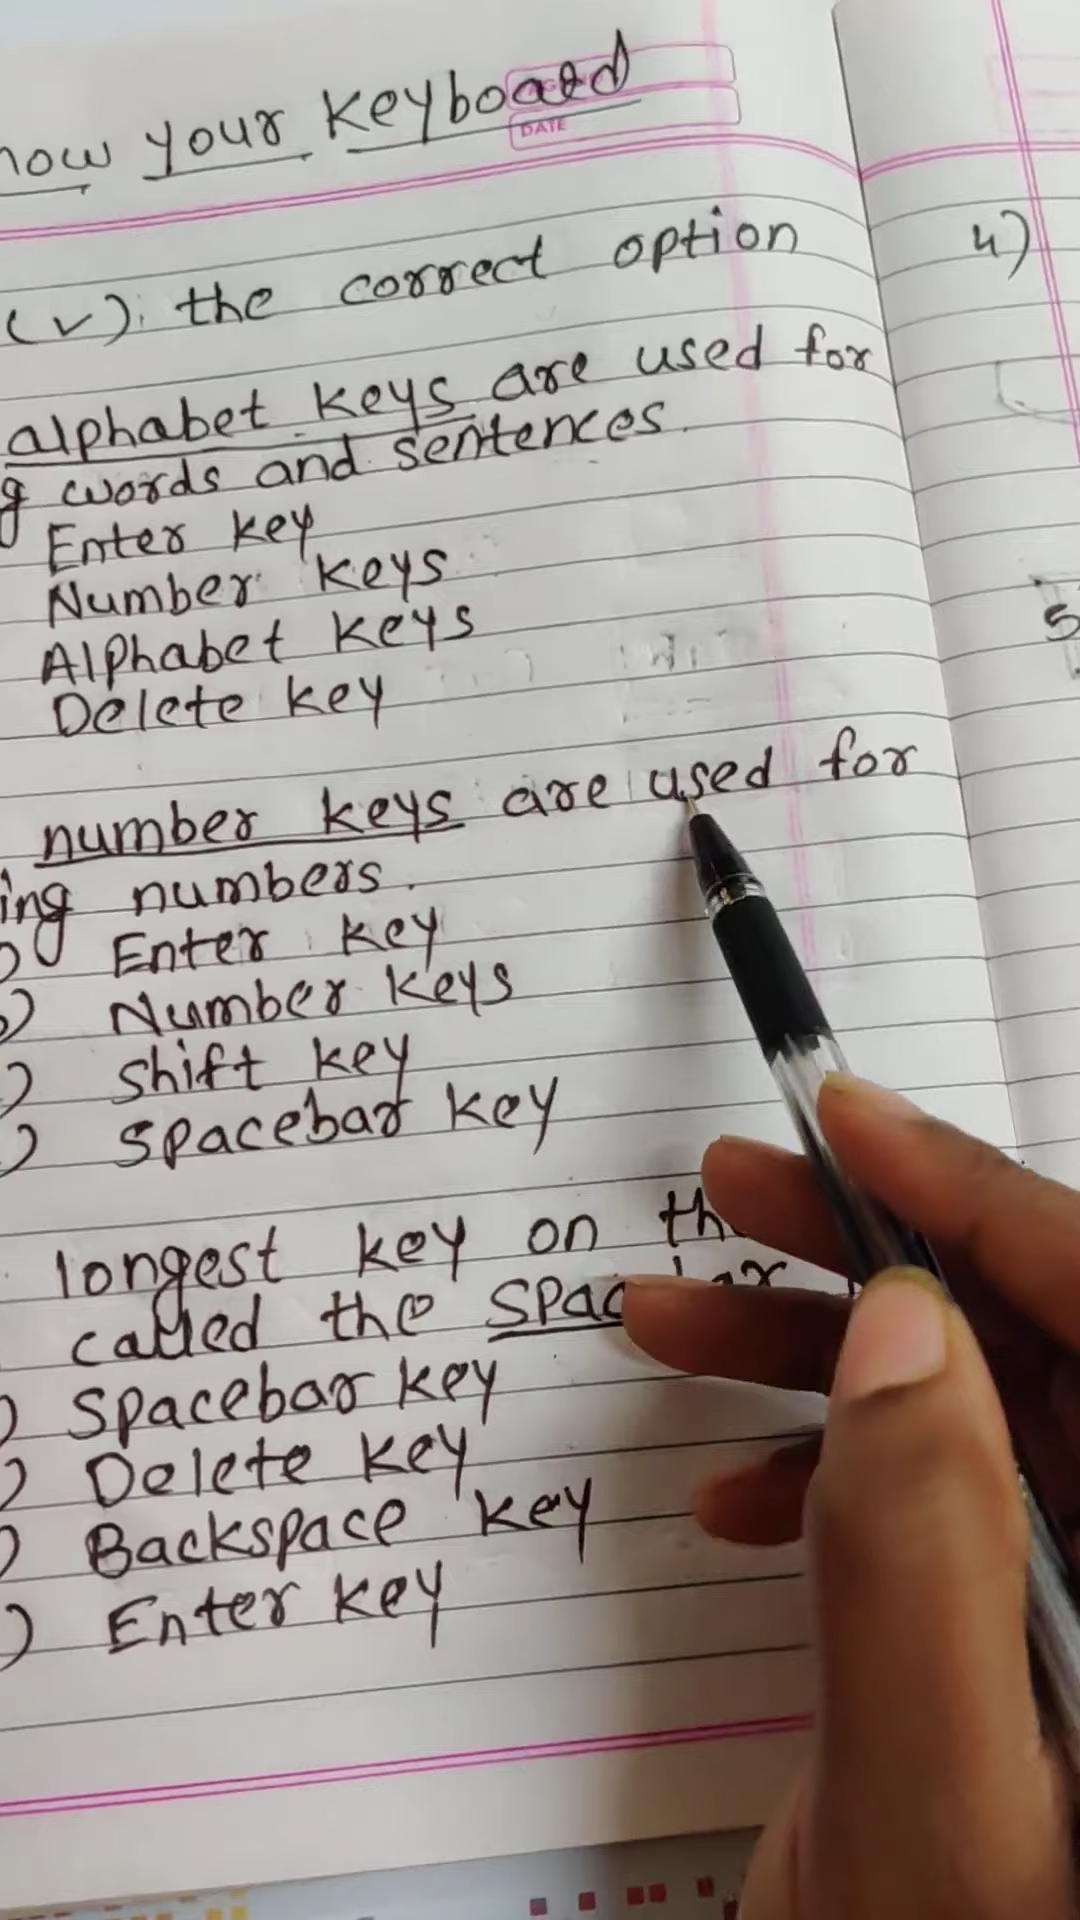 now your keyboard
DATE
(v): the correct option
4)
alphabet keys are used for
g words and sentences.
Enter key
Number keys
Alphabet keys
Delete key
5
number keys are used for
ing numbers.
Enter key
Number keys
Shift key
Spacebar key
longest key on th
called the spac
Spacebar key
Delete key
Backspace key
Enter key